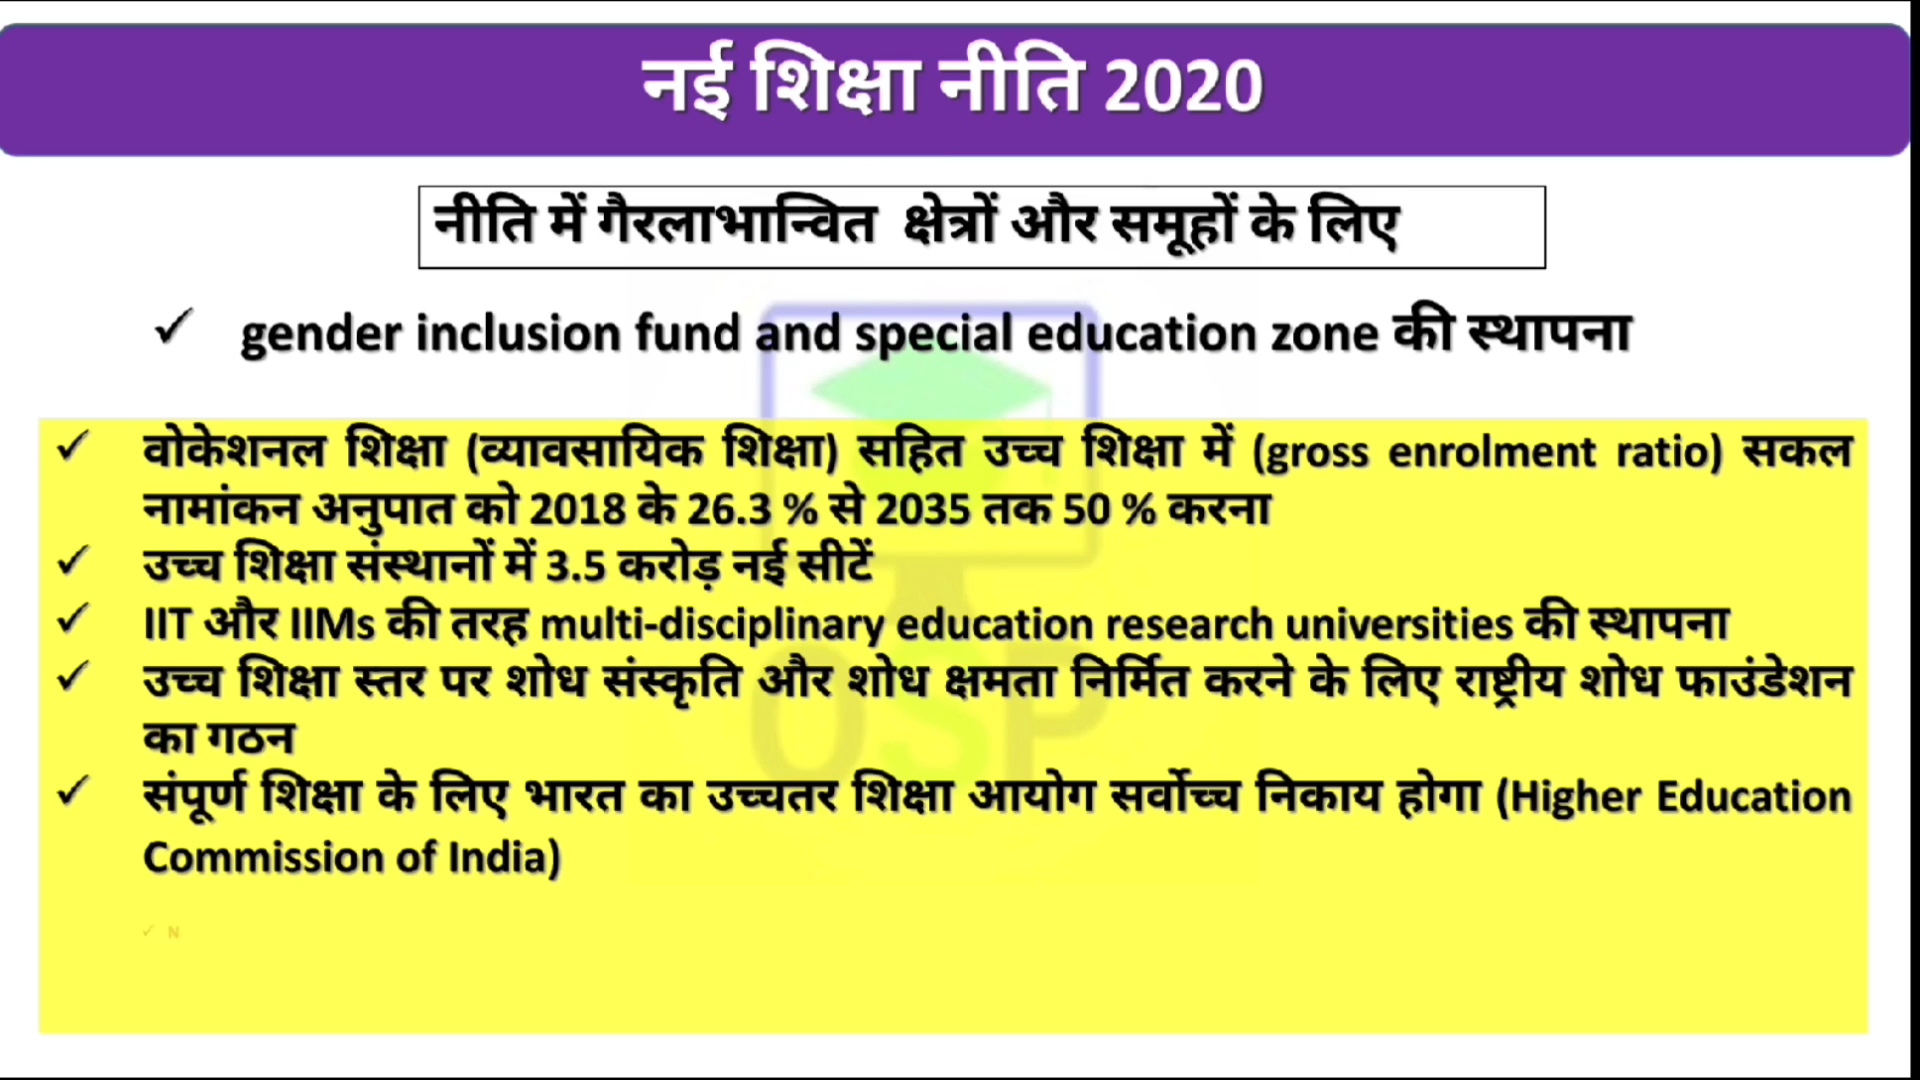 नई शिक्षा नीति 2020
नीति में गैरलाभान्वित क्षेत्रों और समूहों के लिए
✓ gender inclusion fund and special education zone की स्थापना
✓ वोकेशनल शिक्षा (व्यावसायिक शिक्षा) सहित उच्च शिक्षा में (gross enrolment ratio) सकल
नामांकन अनुपात को 2018 के 26.3 % से 2035 तक 50 % करना
✓ उच्च शिक्षा संस्थानों में 3.5 करोड़ नई सीटें
✓ IIT और IIMs की तरह multi-disciplinary education research universities की स्थापना
✓ उच्च शिक्षा स्तर पर शोध संस्कृति और शोध क्षमता निर्मित करने के लिए राष्ट्रीय शोध फाउंडेशन
का गठन
✓ संपूर्ण शिक्षा के लिए भारत का उच्चतर शिक्षा आयोग सर्वोच्च निकाय होगा (Higher Education
Commission of India)
✓ N
OSP